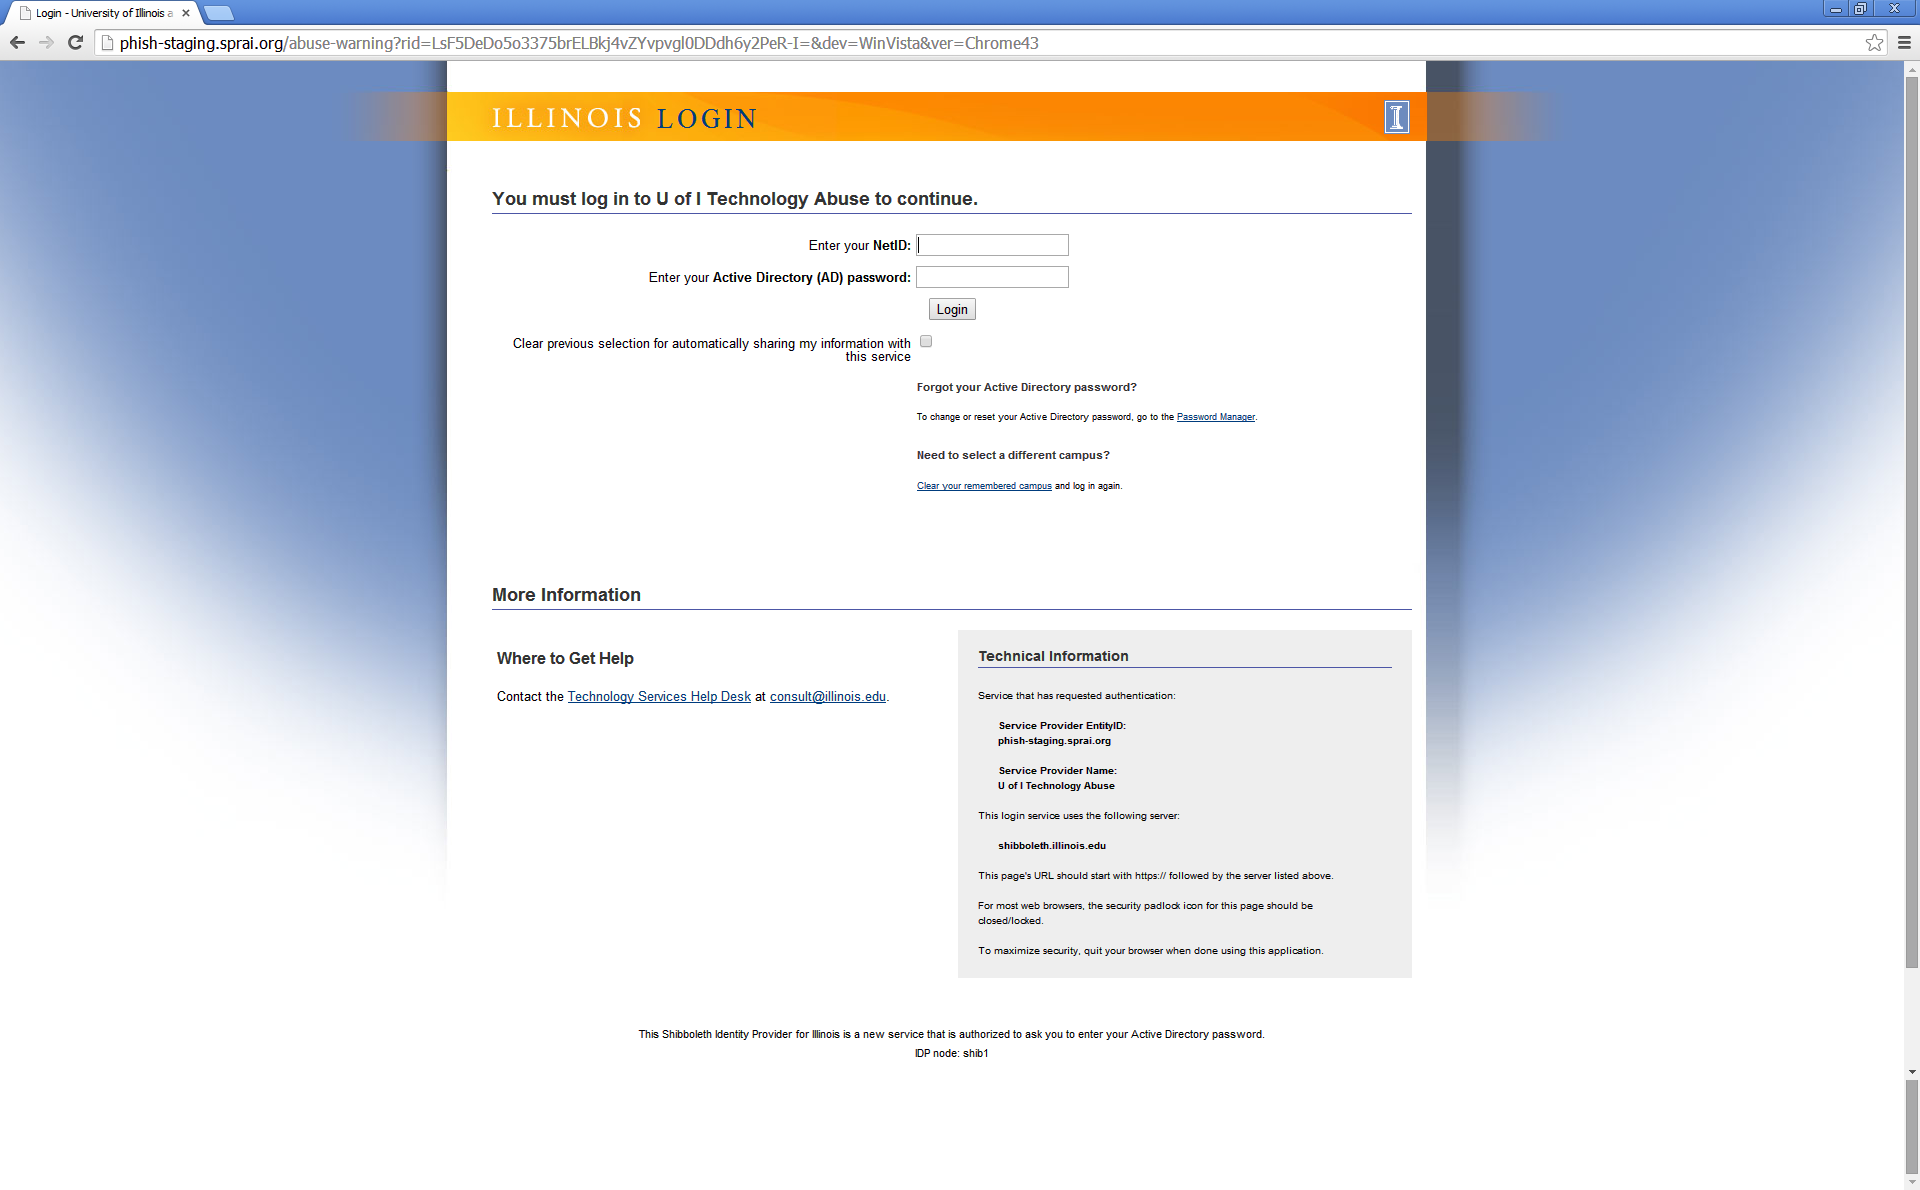 Login - University of Illinois a
phish-staging.sprai.org/abuse-warning?rid=LsF5DeDo5o3375brELBkj4vZYvpvgl0DDdh6y2PeR-I=&dev=WinVista&ver=Chrome43
ILLINOIS LOGIN
I
You must log in to U of I Technology Abuse to continue.
Enter your NetID:
Enter your Active Directory (AD) password:
Login
Clear previous selection for automatically sharing my information with
this service
Forgot your Active Directory password?
To change or reset your Active Directory password, go to the Password Manager.
Need to select a different campus?
Clear your remembered campus and log in again.
More Information
Where to Get Help
Contact the Technology Services Help Desk at consult@illinois.edu.
Technical Information
Service that has requested authentication:
Service Provider EntityID:
phish-staging.sprai.org
Service Provider Name:
U of I Technology Abuse
This login service uses the following server:
shibboleth.illinois.edu
This page's URL should start with https:// followed by the server listed above.
For most web browsers, the security padlock icon for this page should be
closed/locked.
To maximize security, quit your browser when done using this application.
This Shibboleth Identity Provider for Illinois is a new service that is authorized to ask you to enter your Active Directory password.
IDP node: shib1